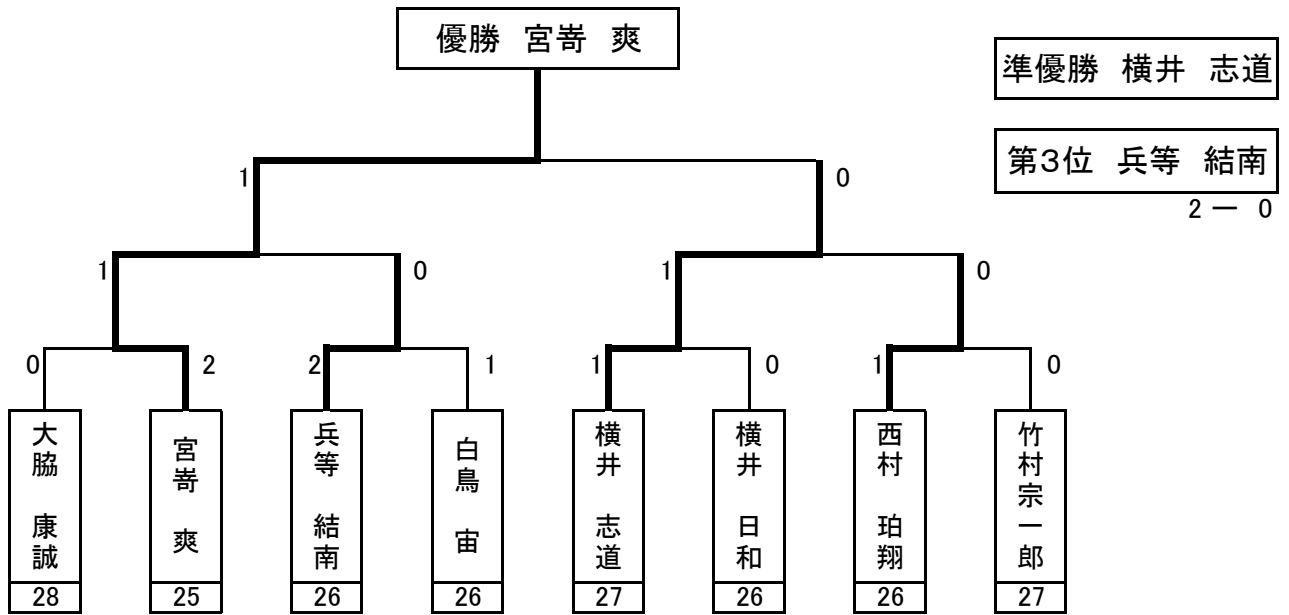 優勝 宮嵜 爽
準優勝 横井 志道
第3位 兵等 結南
2 ー 0
1
0
1
0
1
0
0
2
2
1
1
0
1
0
大脇 康誠
宮嵜 爽
兵等 結南
白鳥 宙
横井 志道
横井 日和
西村 珀翔
竹村宗一郎
28
25
26
26
27
26
26
27